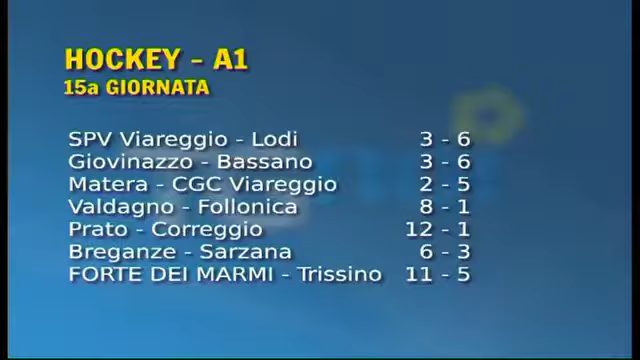 HOCKEY - A1
15a GIORNATA
SPV Viareggio - Lodi 3 - 6
Giovinazzo - Bassano 3 - 6
Matera - CGC Viareggio 2 - 5
Valdagno - Follonica 8 - 1
Prato - Correggio 12 - 1
Breganze - Sarzana 6 - 3
FORTE DEI MARMI - Trissino 11 - 5